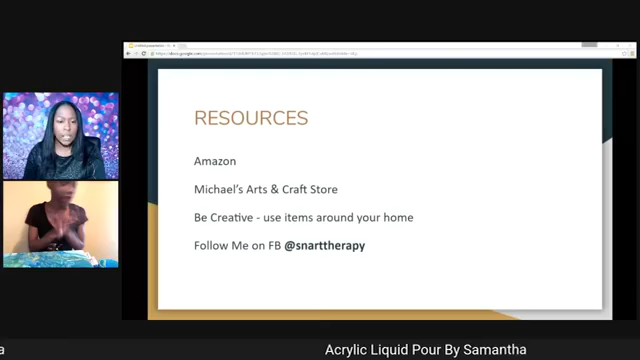 RESOURCES
Amazon
Michael's Arts & Craft Store
Be Creative - use items around your home
Follow Me on FB @snarttherapy
a
Acrylic Liquid Pour By Samantha